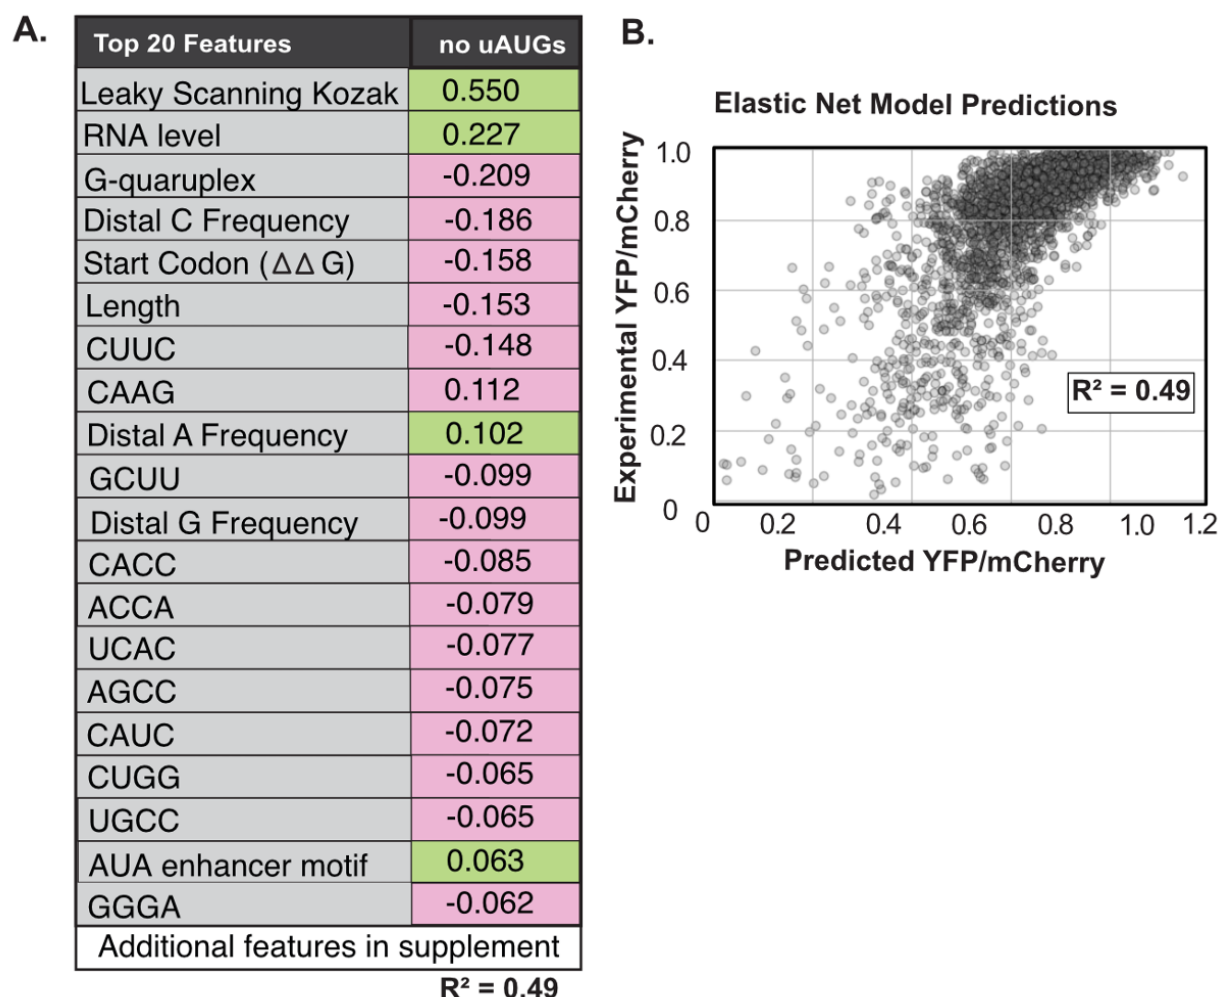 A.
Top 20 Features no uAUGs
Leaky Scanning Kozak 0.550
RNA level 0.227
G-quaruplex -0.209
Distal C Frequency -0.186
Start Codon (ΔΔG) -0.158
Length -0.153
CUUC -0.148
CAAG 0.112
Distal A Frequency 0.102
GCUU -0.099
Distal G Frequency -0.099
CACC -0.085
ACCA -0.079
UCAC -0.077
AGCC -0.075
CAUC -0.072
CUGG -0.065
UGCC -0.065
AUA enhancer motif 0.063
GGGA -0.062
Additional features in supplement
R² = 0.49
B.
Elastic Net Model Predictions
Experimental YFP/mCherry
1.0
0.8
0.6
0.4
0.2
0
R² = 0.49
0 0.2 0.4 0.6 0.8 1.0 1.2
Predicted YFP/mCherry